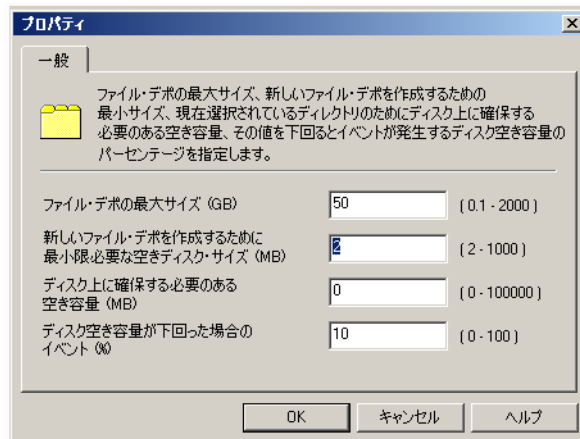 プロパティ
一般
ファイル・デポの最大サイズ、新しいファイル・デポを作成するための
最小サイズ、現在選択されているディレクトリのためにディスク上に確保する
必要のある空き容量、その値を下回るとイベントが発生するディスク空き容量の
パーセンテージを指定します。
ファイル・デポの最大サイズ (GB)
50
( 0.1 - 2000 )
新しいファイル・デポを作成するために
最小限必要な空きディスク・サイズ (MB)
2
( 2 - 1000 )
ディスク上に確保する必要のある
空き容量 (MB)
0
( 0 - 100000 )
ディスク空き容量が下回った場合の
イベント (%)
10
( 0 - 100 )
OK
キャンセル
ヘルプ